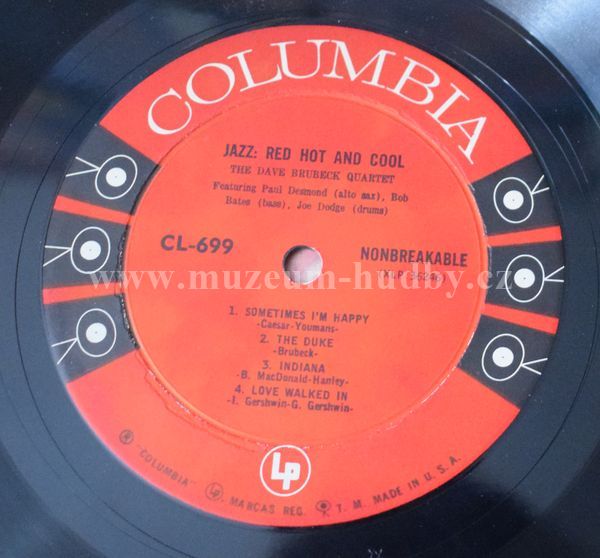 COLUMBIA
JAZZ: RED HOT AND COOL
THE DAVE BRUBECK QUARTET
Featuring Paul Desmond (alto sax), Bob
Bates (bass), Joe Dodge (drums)
CL-699
NONBREAKABLE
(XLP 36246)
www.muzeum-hudby.cz
1. SOMETIMES I'M HAPPY
-Caesar-Youmans-
2. THE DUKE
-Brubeck-
3. INDIANA
-B. MacDonald-Hanley-
4. LOVE WALKED IN
-I. Gershwin-G. Gershwin-
LP
"COLUMBIA" MARCAS REG. T. M. MADE IN U. S. A.